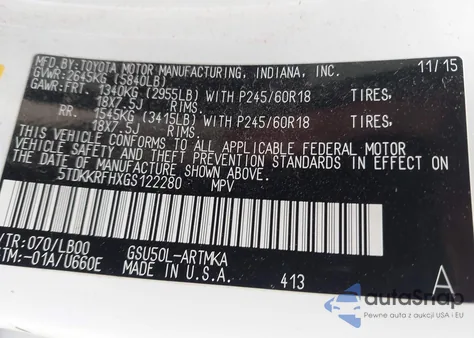 MFD.BY:TOYOTA MOTOR MANUFACTURING, INDIANA, INC. 11/15
GVWR:2645KG (5840LB)
GAWR:FRT. 1340KG (2955LB) WITH P245/60R18 TIRES,
18X7.5J RIMS.
RR. 1545KG (3415LB) WITH P245/60R18 TIRES,
18X7.5J RIMS.
THIS VEHICLE CONFORMS TO ALL APPLICABLE FEDERAL MOTOR
VEHICLE SAFETY AND THEFT PREVENTION STANDARDS IN EFFECT ON
THE DATE OF MANUFACTURE SHOWN ABOVE.
5TDKKRFHXGS122280 MPV
/TR:070/LB00 GSU50L-ARTMKA
TM:-01A/U660E MADE IN U.S.A. 413 A
autoSnap
Pewne auta z aukcji USA i EU